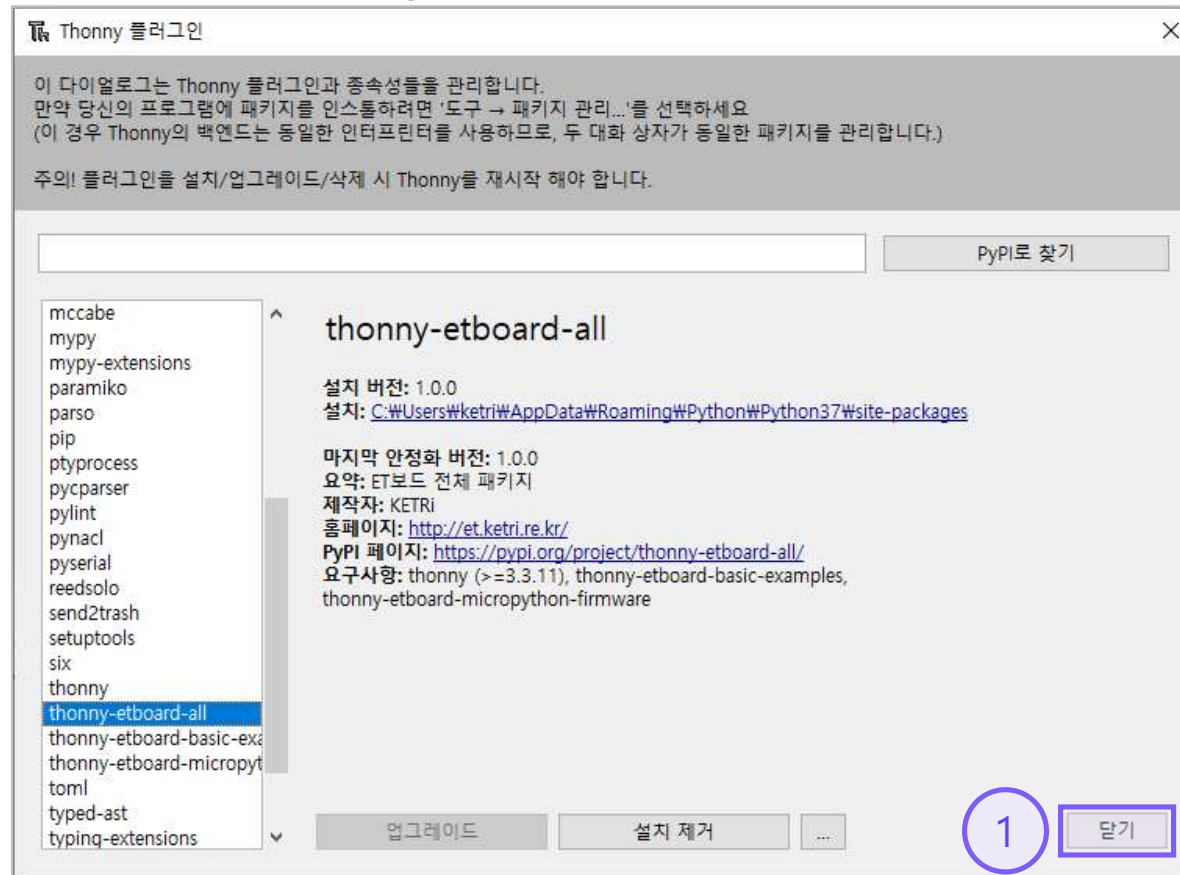 Thonny 플러그인
이 다이얼로그는 Thonny 플러그인과 종속성들을 관리합니다.
만약 당신의 프로그램에 패키지를 인스톨하려면 '도구 → 패키지 관리...'를 선택하세요
(이 경우 Thonny의 백엔드는 동일한 인터프린터를 사용하므로, 두 대화 상자가 동일한 패키지를 관리합니다.)
주의! 플러그인을 설치/업그레이드/삭제 시 Thonny를 재시작 해야 합니다.
PyPI로 찾기
mccabe
mypy
mypy-extensions
paramiko
parso
pip
ptyprocess
pycparser
pylint
pynacl
pyserial
reedsolo
send2trash
setuptools
six
thonny
thonny-etboard-all
thonny-etboard-basic-exa
thonny-etboard-micropyt
toml
typed-ast
typing-extensions
thonny-etboard-all
설치 버전: 1.0.0
설치: C:₩Users₩ketri₩AppData₩Roaming₩Python₩Python37₩site-packages
마지막 안정화 버전: 1.0.0
요약: ET보드 전체 패키지
제작자: KETRi
홈페이지: http://et.ketri.re.kr/
PyPI 페이지: https://pypi.org/project/thonny-etboard-all/
요구사항: thonny (>=3.3.11), thonny-etboard-basic-examples,
thonny-etboard-micropython-firmware
업그레이드
설치 제거
...
1
닫기